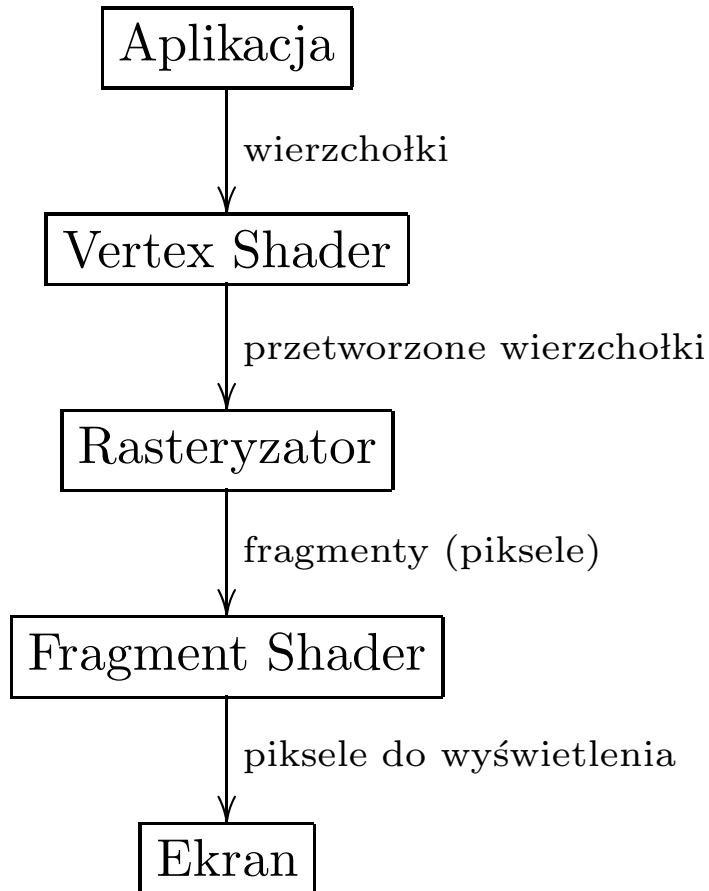 Aplikacja
wierzchołki
Vertex Shader
przetworzone wierzchołki
Rasteryzator
fragmenty (piksele)
Fragment Shader
piksele do wyświetlenia
Ekran